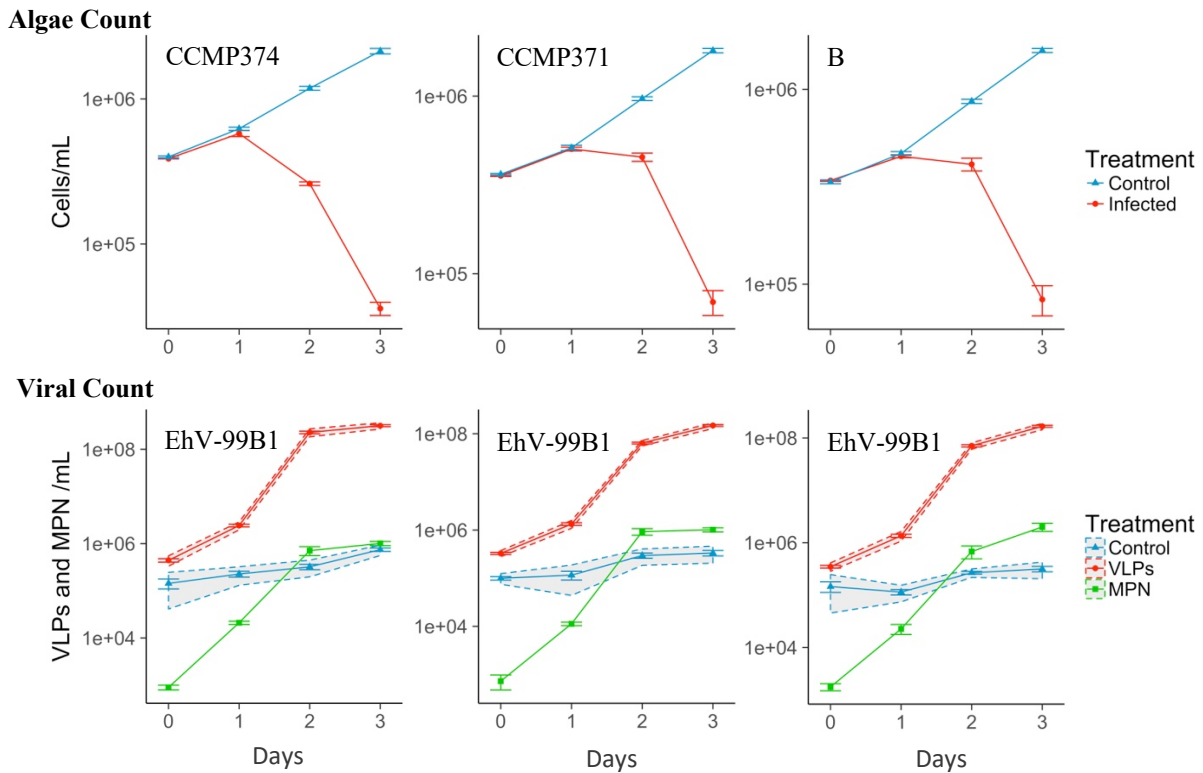 Algae Count
CCMP374
CCMP371
B
Cells/mL
1e+06
1e+05
0 1 2 3
1e+06
1e+05
0 1 2 3
1e+06
1e+05
0 1 2 3
Treatment
Control
Infected
Viral Count
EhV-99B1
EhV-99B1
EhV-99B1
VLPs and MPN /mL
1e+08
1e+06
1e+04
0 1 2 3
Days
1e+08
1e+06
1e+04
0 1 2 3
Days
1e+08
1e+06
1e+04
0 1 2 3
Days
Treatment
Control
VLPs
MPN